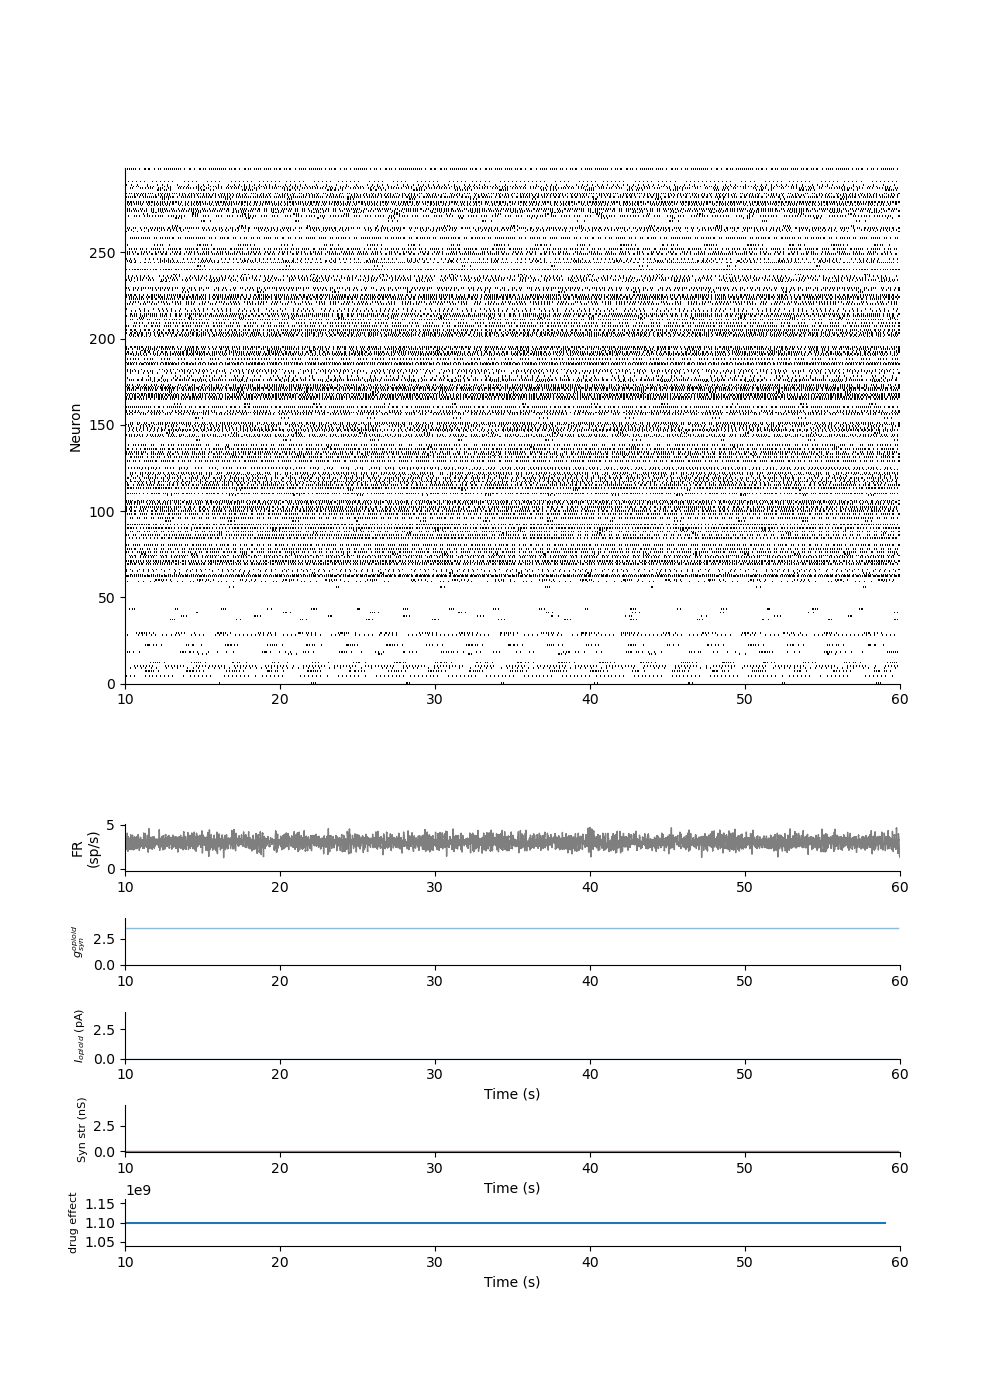 Neuron
250
200
150
100
50
0
10 20 30 40 50 60
FR
(sp/s)
5
0
10 20 30 40 50 60
g_{syn}^{opioid}
2.5
0.0
10 20 30 40 50 60
I_{opioid} (pA)
2.5
0.0
10 20 30 40 50 60
Time (s)
Syn str (nS)
2.5
0.0
10 20 30 40 50 60
Time (s)
1e9
drug effect
1.15
1.10
1.05
10 20 30 40 50 60
Time (s)